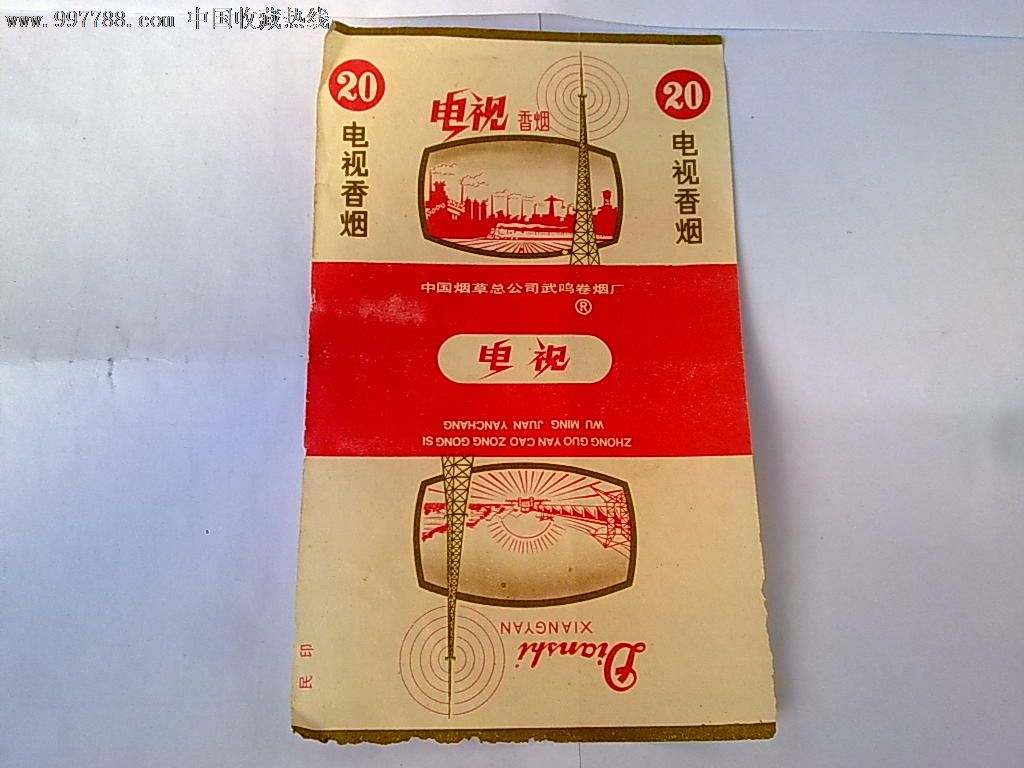 www.997788.com 中国收藏热线
20
20
电视 香烟
电视香烟
电视香烟
中国烟草总公司武鸣卷烟厂
®
电视
ZHONG GUO YAN CAO ZONG GONG SI
WU MING JUAN YANCHANG
Dianshi
XIANGYAN
民印